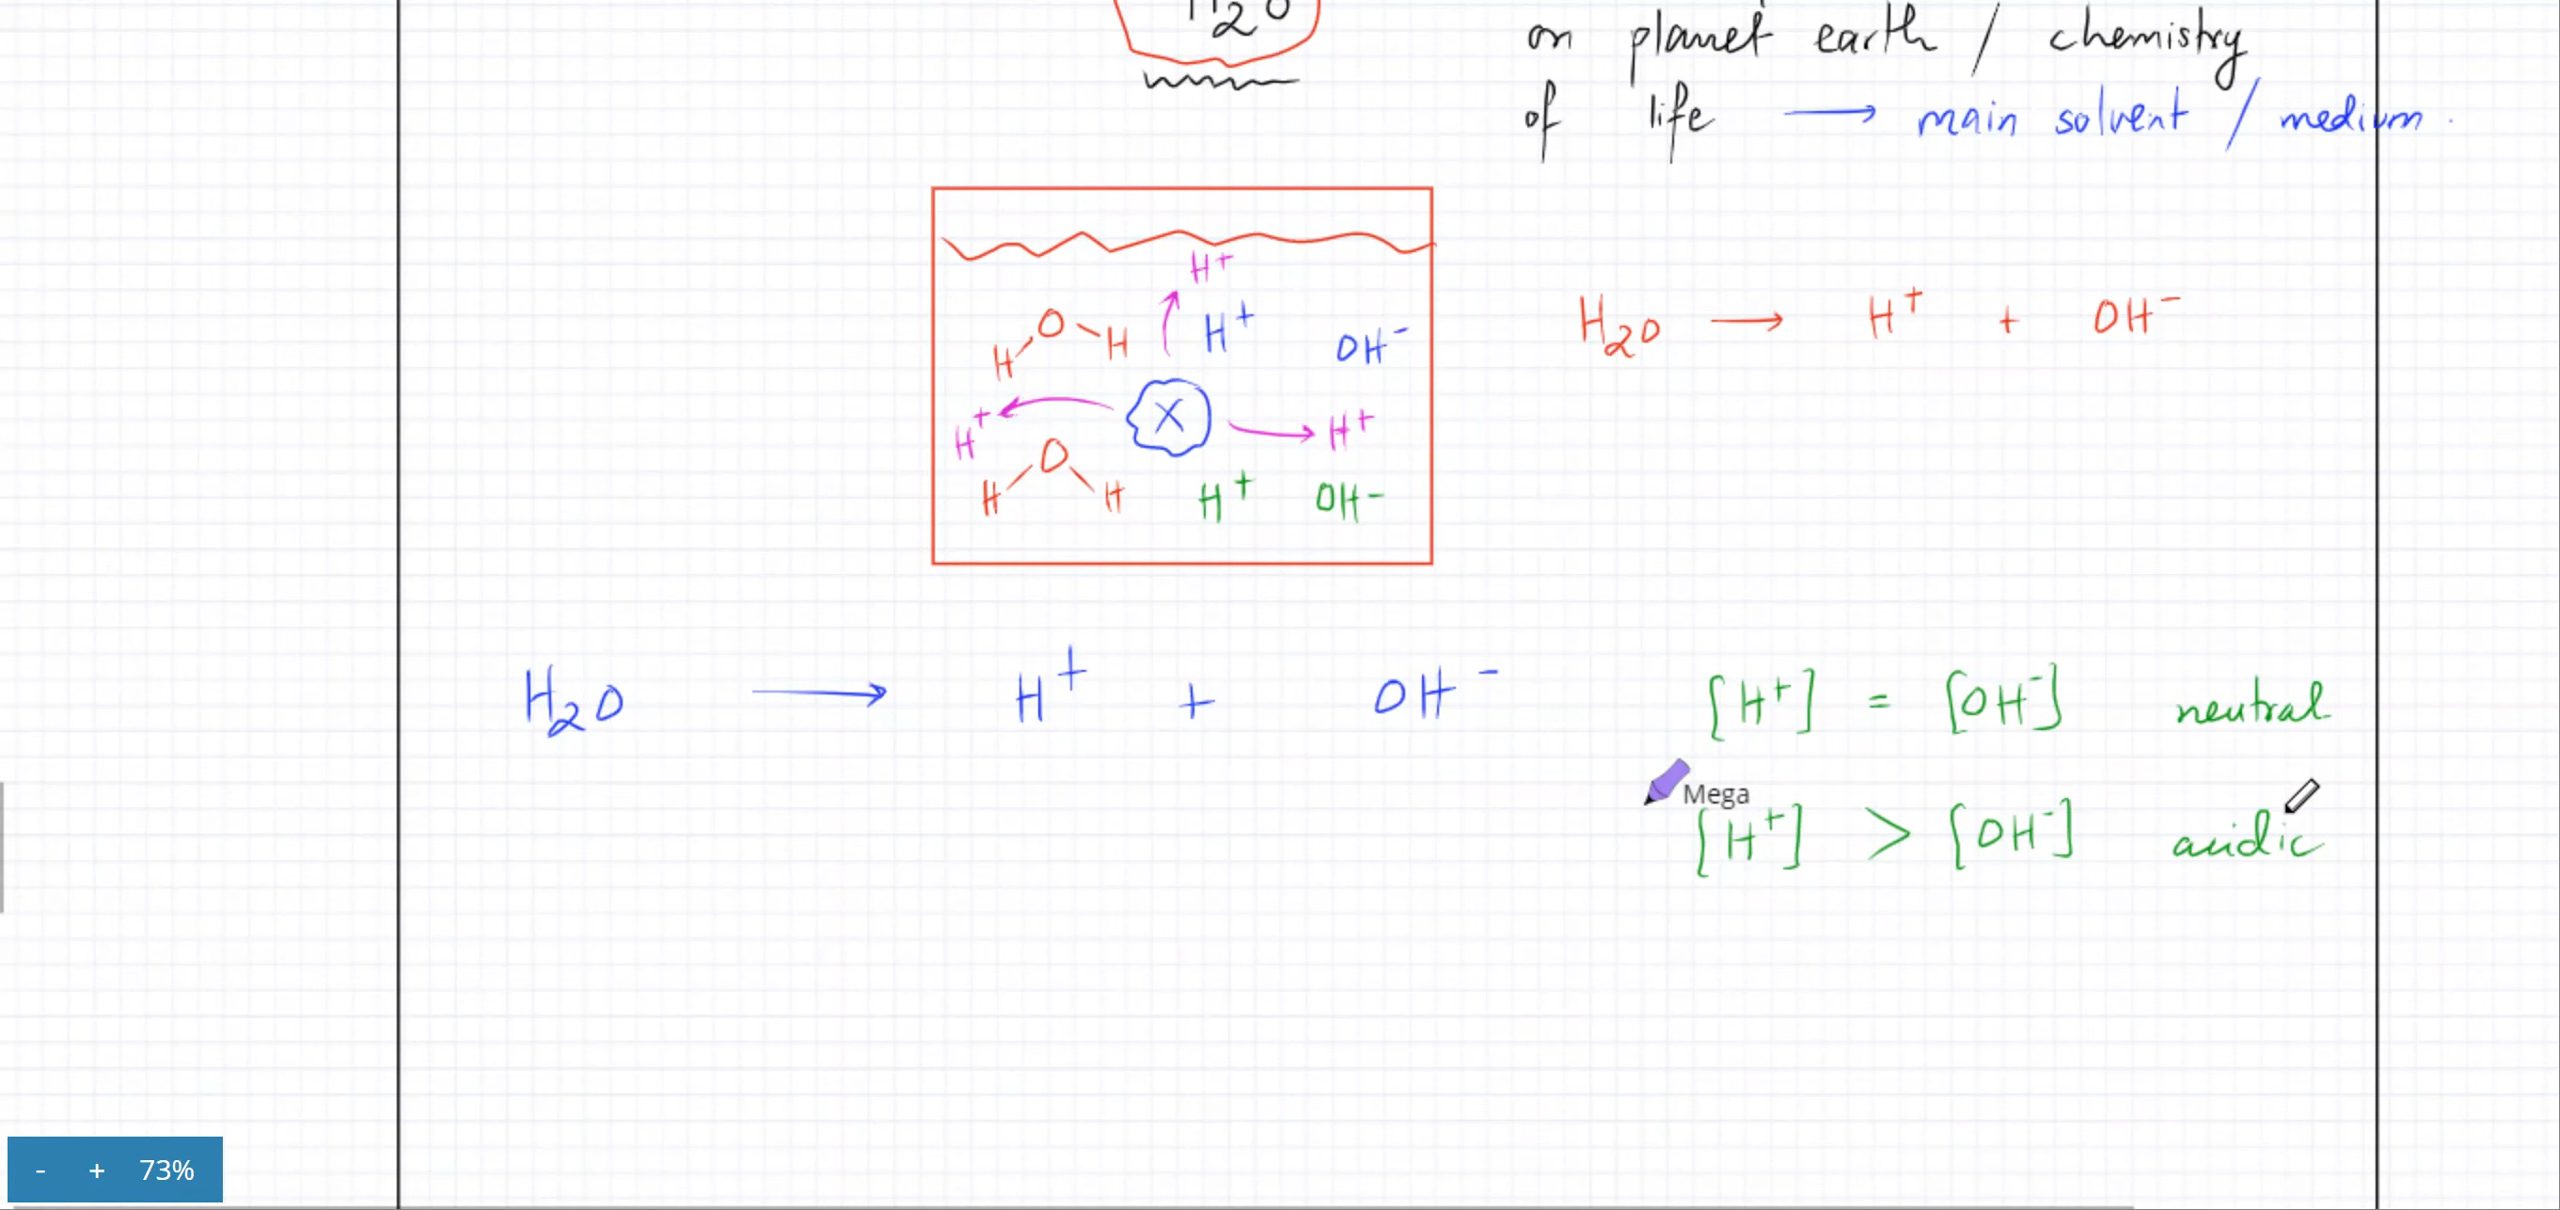 H2O
on planet earth / chemistry
of life → main solvent / medium.
H+
O H H+ OH-
H
H2O → H+ + OH-
H+ X H+
O
H H H+ OH-
H2O → H+ + OH- [H+] = [OH-] neutral
Mega
[H+] > [OH-] acidic
- + 73%